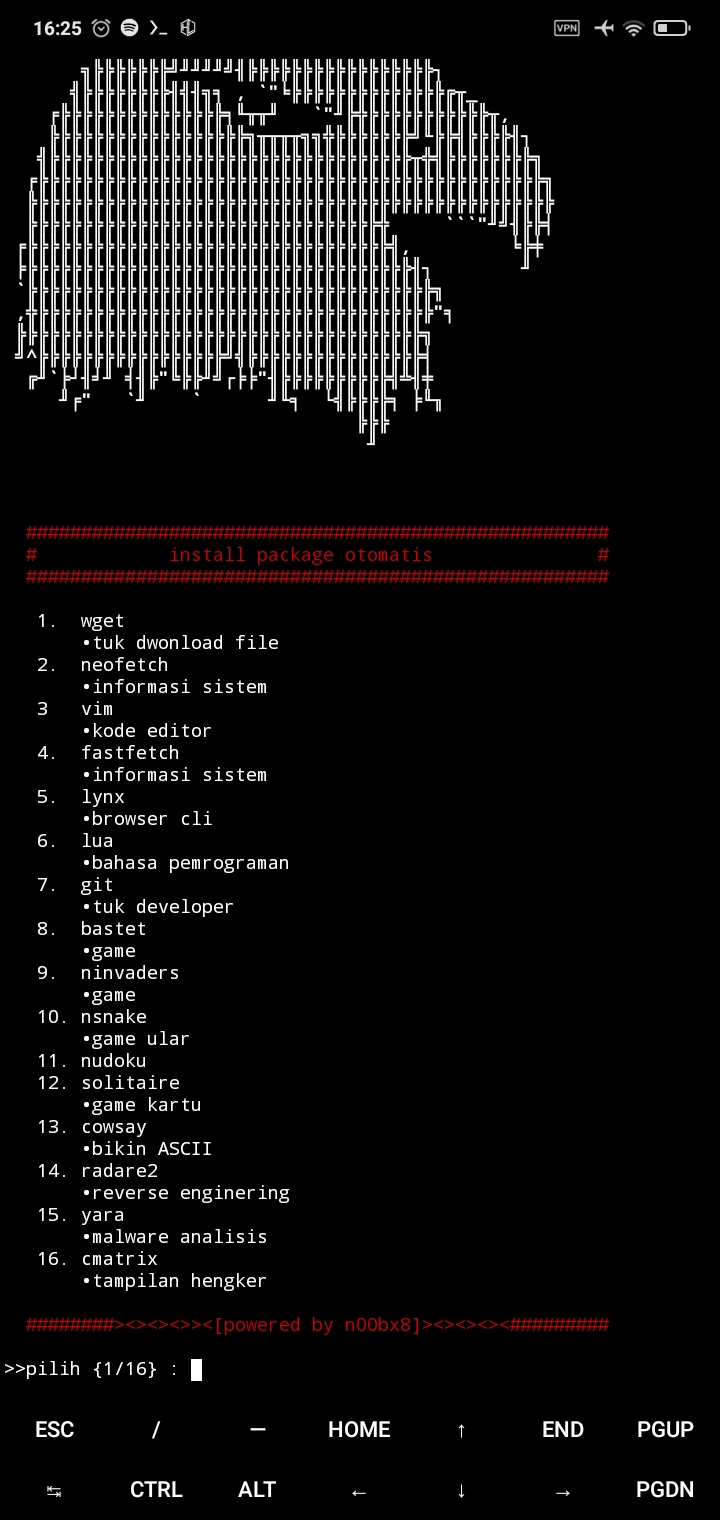 16:25 VPN
######################################################
# install package otomatis #
######################################################
1. wget
•tuk dwonload file
2. neofetch
•informasi sistem
3 vim
•kode editor
4. fastfetch
•informasi sistem
5. lynx
•browser cli
6. lua
•bahasa pemrograman
7. git
•tuk developer
8. bastet
•game
9. ninvaders
•game
10. nsnake
•game ular
11. nudoku
12. solitaire
•game kartu
13. cowsay
•bikin ASCII
14. radare2
•reverse enginering
15. yara
•malware analisis
16. cmatrix
•tampilan hengker
########><><><>><[powered by n00bx8]><><><><#########
>>pilih {1/16} :
ESC / — HOME ↑ END PGUP
↹ CTRL ALT ← ↓ → PGDN